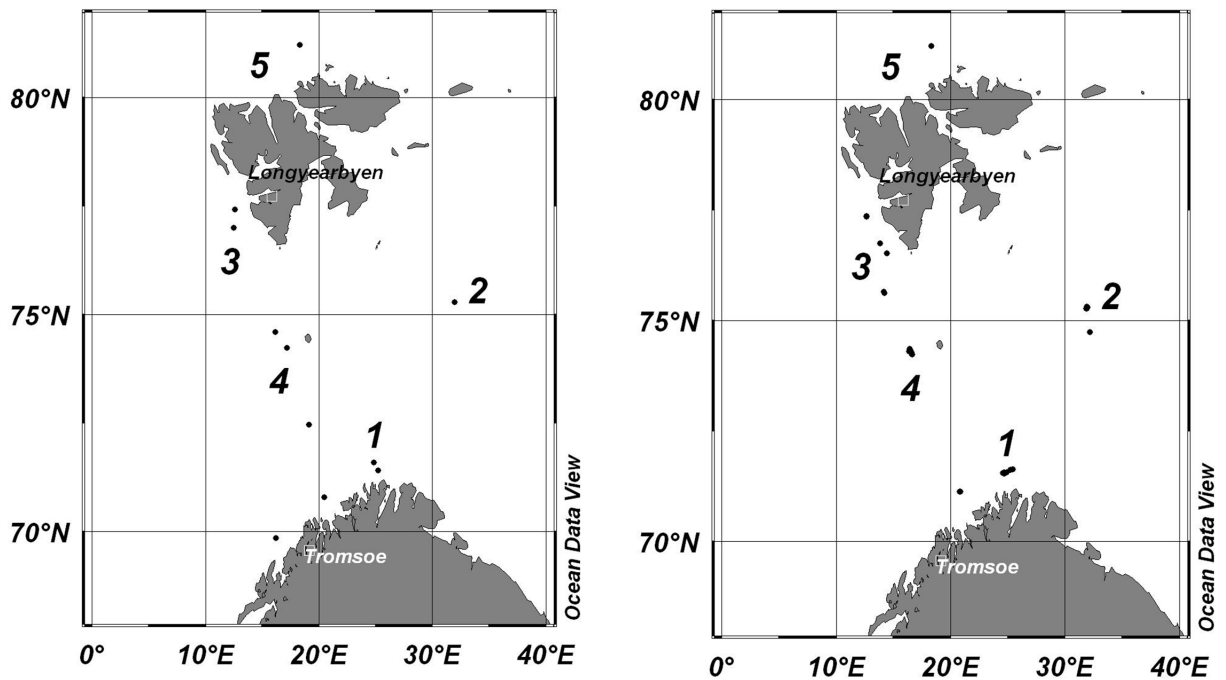 5
80°N
Longyearbyen
3
2
75°N
4
1
70°N
Tromsoe
0°
10°E
20°E
30°E
40°E
Ocean Data View
5
80°N
Longyearbyen
3
2
75°N
4
1
70°N
Tromsoe
0°
10°E
20°E
30°E
40°E
Ocean Data View